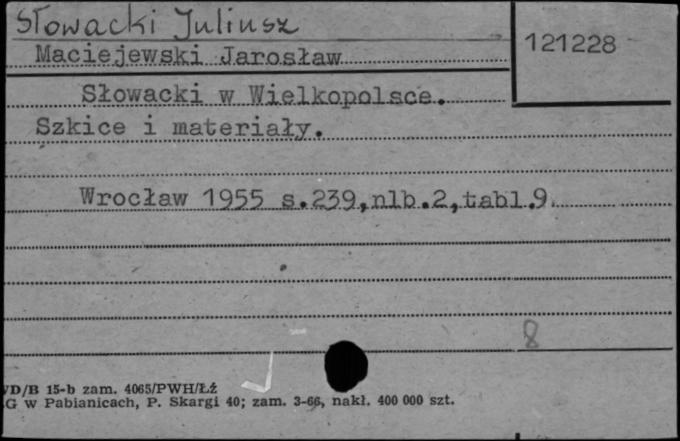 Słowacki Juliusz
121228
Maciejewski Jarosław
Słowacki w Wielkopolsce.
Szkice i materiały.
Wrocław 1955 s.239,nlb.2,tabl.9.
8
VD/B 15-b zam. 4065/PWH/Łź
.G w Pabianicach, P. Skargi 40; zam. 3-66, nakł. 400 000 szt.